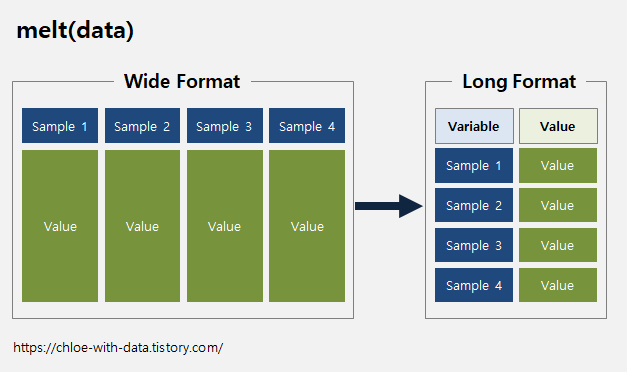 melt(data)
Wide Format
Sample 1 Sample 2 Sample 3 Sample 4
Value Value Value Value
Long Format
Variable Value
Sample 1 Value
Sample 2 Value
Sample 3 Value
Sample 4 Value
https://chloe-with-data.tistory.com/